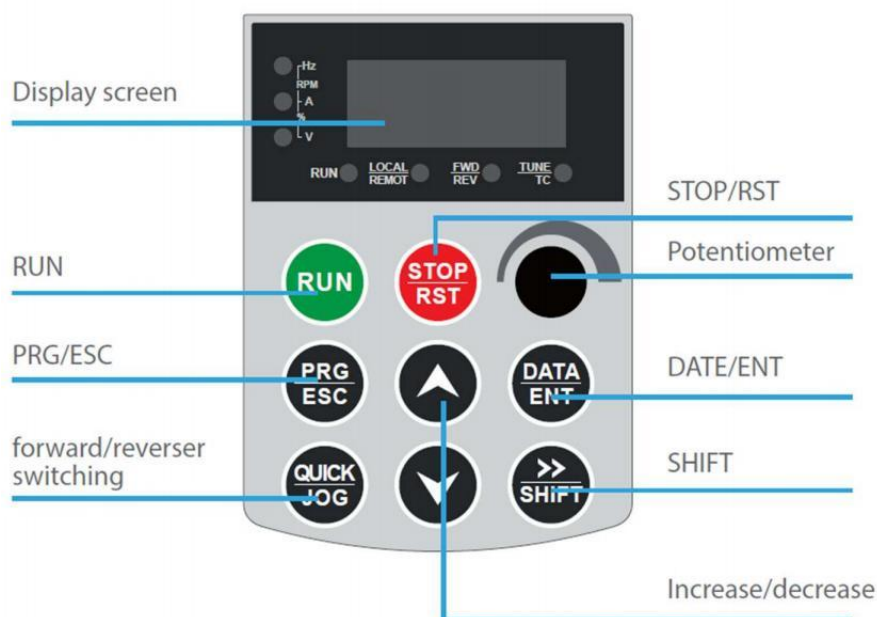 Hz
RPM
A
%
V
Display screen
RUN LOCAL REMOT FWD REV TUNE TC
STOP/RST
Potentiometer
RUN
RUN
STOP
RST
PRG/ESC
PRG
ESC
DATA
ENT
DATE/ENT
forward/reverser
switching
QUICK
JOG
>>
SHIFT
SHIFT
Increase/decrease